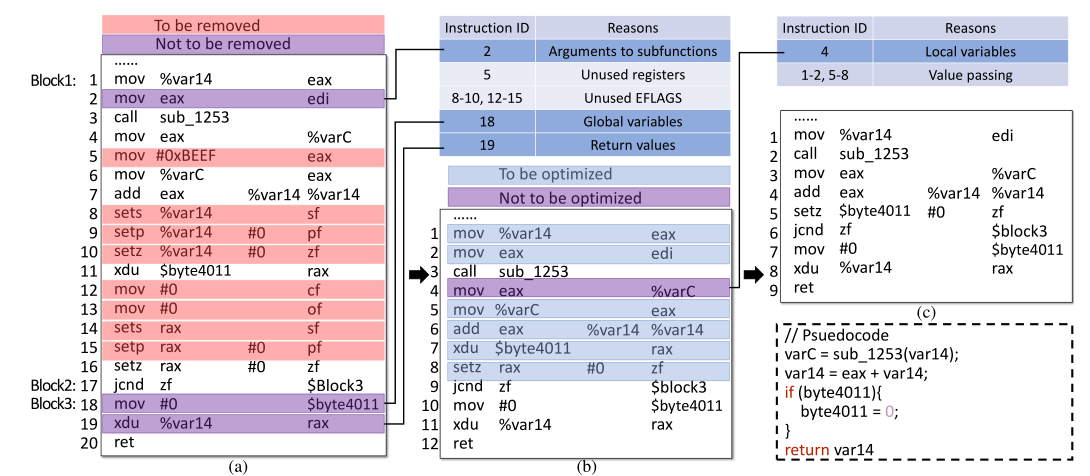 To be removed
Not to be removed
......
Block1: 1 mov %var14 eax
2 mov eax edi
3 call sub_1253
4 mov eax %varC
5 mov #0xBEEF eax
6 mov %varC eax
7 add eax %var14 %var14
8 sets %var14 sf
9 setp %var14 #0 pf
10 setz %var14 #0 zf
11 xdu $byte4011 rax
12 mov #0 cf
13 mov #0 of
14 sets rax sf
15 setp rax #0 pf
16 setz rax #0 zf
Block2: 17 jcnd zf $Block3
Block3: 18 mov #0 $byte4011
19 xdu %var14 rax
20 ret
(a)
Instruction ID Reasons
2 Arguments to subfunctions
5 Unused registers
8-10, 12-15 Unused EFLAGS
18 Global variables
19 Return values
To be optimized
Not to be optimized
......
1 mov %var14 eax
2 mov eax edi
3 call sub_1253
4 mov eax %varC
5 mov %varC eax
6 add eax %var14 %var14
7 xdu $byte4011 rax
8 setz rax #0 zf
9 jcnd zf $block3
10 mov #0 $byte4011
11 xdu %var14 rax
12 ret
(b)
Instruction ID Reasons
4 Local variables
1-2, 5-8 Value passing
......
1 mov %var14 edi
2 call sub_1253
3 mov eax %varC
4 add eax %var14 %var14
5 setz $byte4011 #0 zf
6 jcnd zf $block3
7 mov #0 $byte4011
8 xdu %var14 rax
9 ret
(c)
// Psuedocode
varC = sub_1253(var14);
var14 = eax + var14;
if (byte4011){
byte4011 = 0;
}
return var14